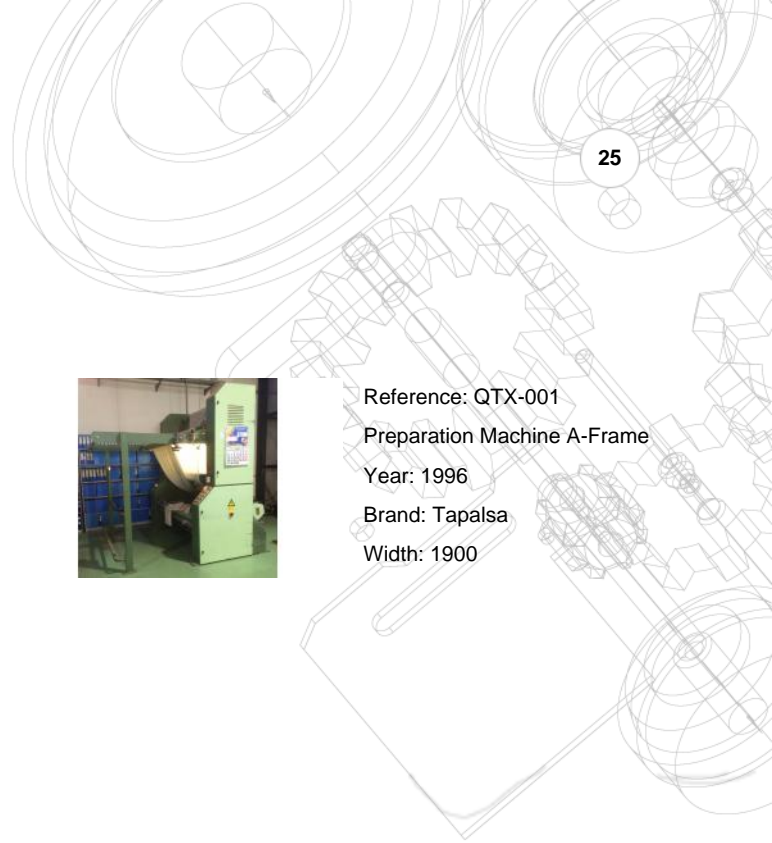 25
Reference: QTX-001
Preparation Machine A-Frame
Year: 1996
Brand: Tapalsa
Width: 1900